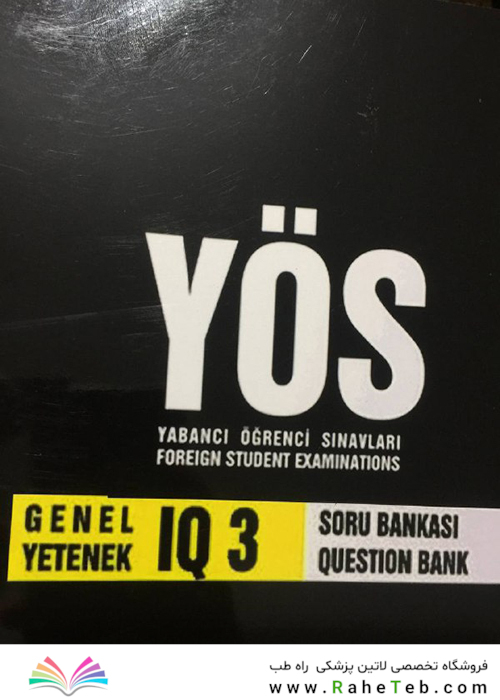 YÖS
YABANCI ÖĞRENCİ SINAVLARI
FOREIGN STUDENT EXAMINATIONS
GENEL
YETENEK
IQ 3
SORU BANKASI
QUESTION BANK
فروشگاه تخصصی لاتین پزشکی راه طب
www.RaheTeb.com